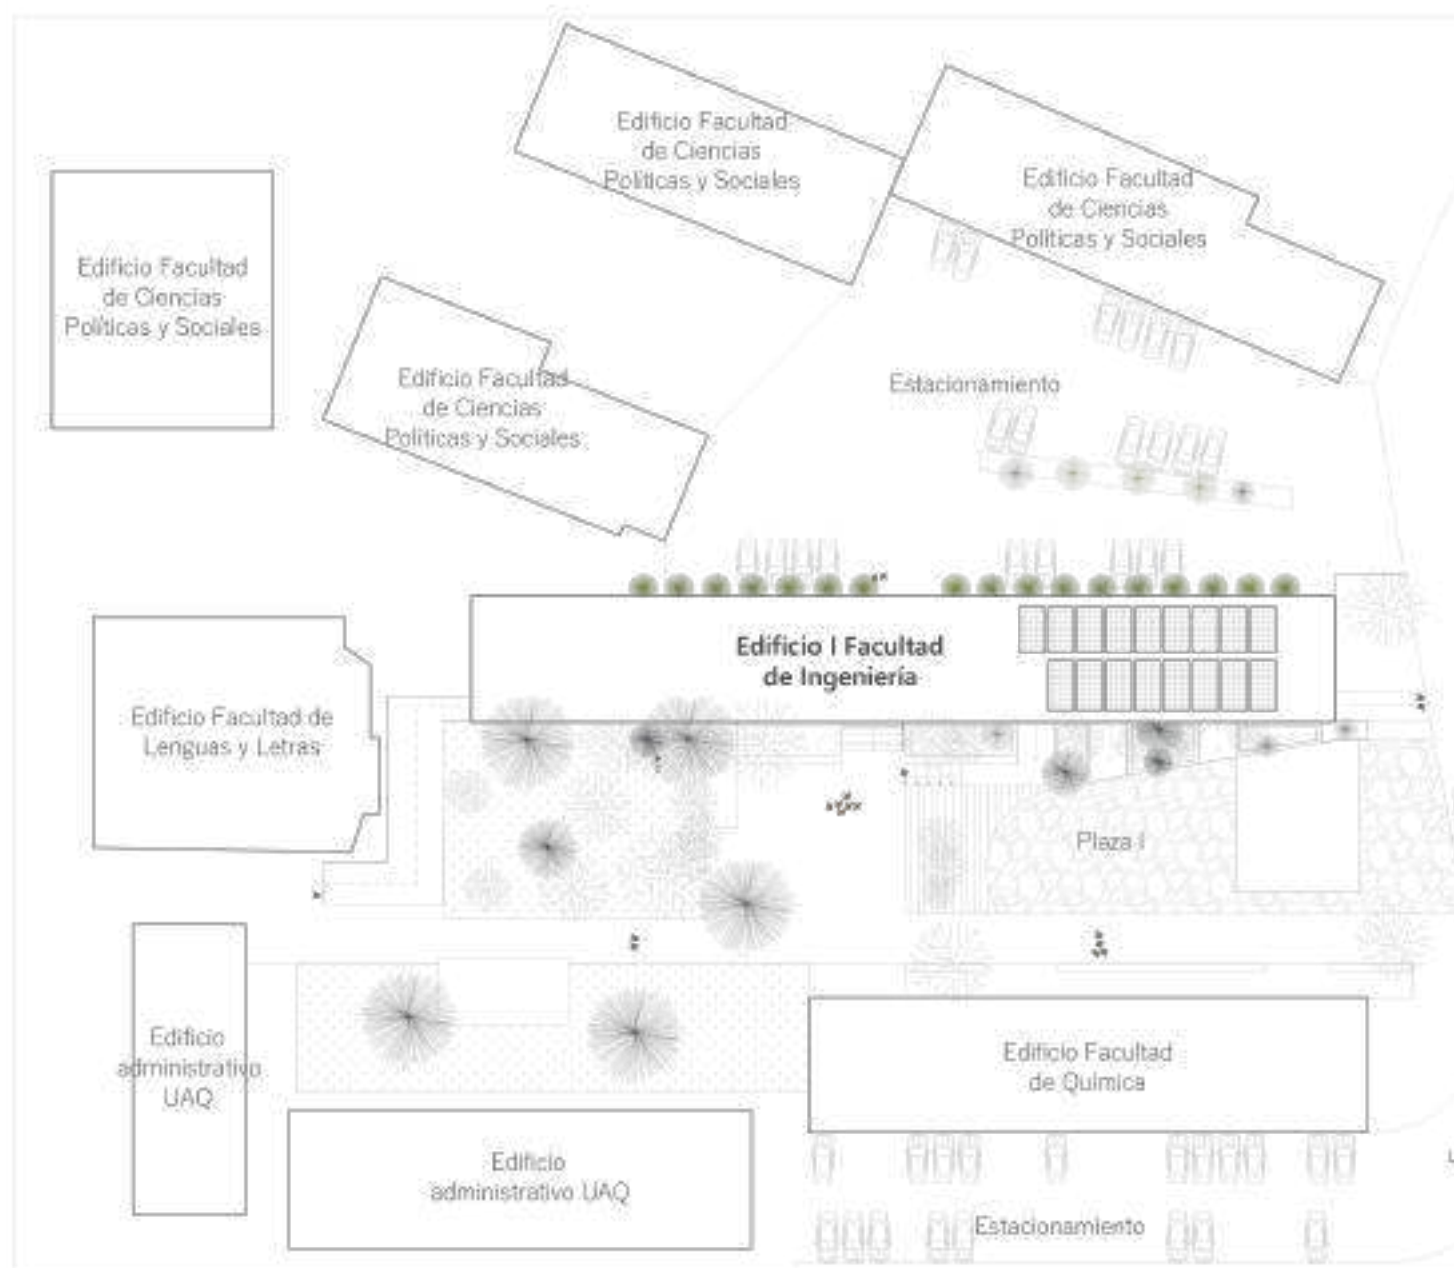 Edificio Facultad
de Ciencias
Políticas y Sociales
Edificio Facultad
de Ciencias
Políticas y Sociales
Edificio Facultad
de Ciencias
Políticas y Sociales
Edificio Facultad
de Ciencias
Políticas y Sociales
Estacionamiento
Edificio I Facultad
de Ingeniería
Edificio Facultad de
Lenguas y Letras
Plaza I
Edificio
administrativo
UAQ
Edificio Facultad
de Química
Edificio
administrativo UAQ
Estacionamiento